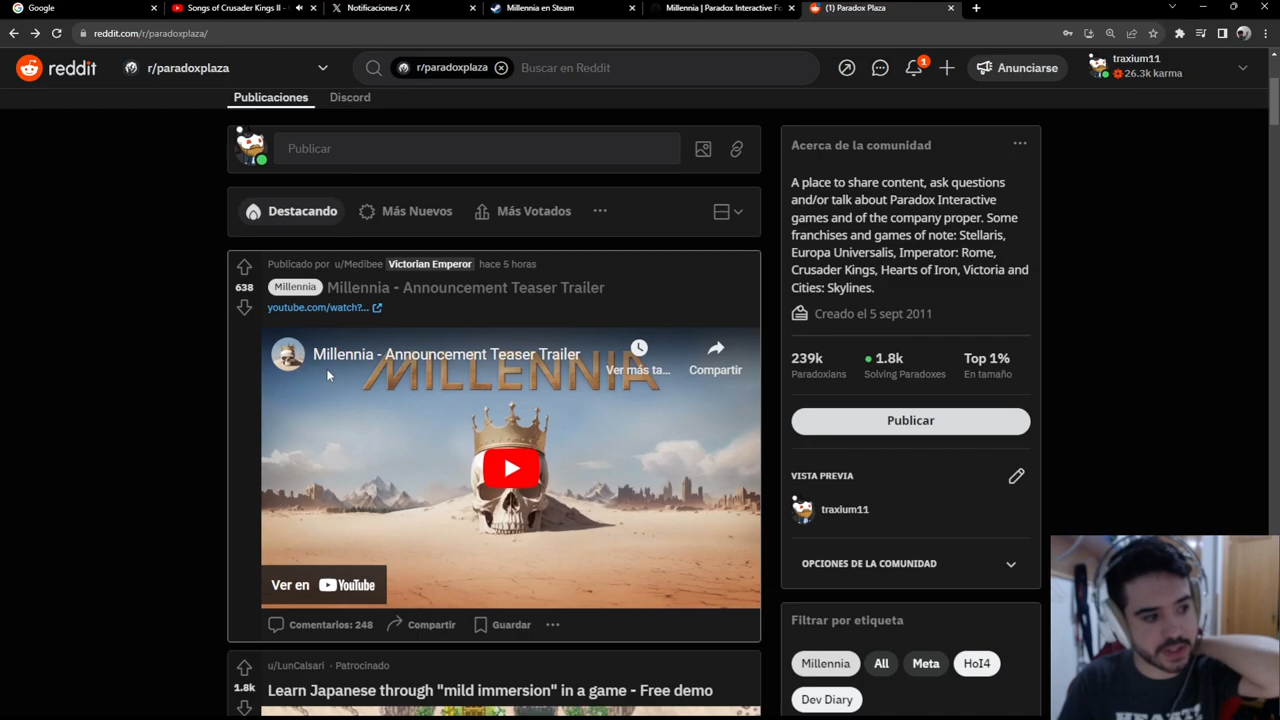 Google
Songs of Crusader Kings II -
Notificaciones / X
Millennia en Steam
Millennia | Paradox Interactive Fo
(1) Paradox Plaza
reddit.com/r/paradoxplaza/
reddit
r/paradoxplaza
r/paradoxplaza
Buscar en Reddit
1
Anunciarse
traxium11
26.3k karma
Publicaciones
Discord
Publicar
Destacando
Más Nuevos
Más Votados
Publicado por u/Medibee Victorian Emperor hace 5 horas
638
Millennia
Millennia - Announcement Teaser Trailer
youtube.com/watch?...
Millennia - Announcement Teaser Trailer
MILLENNIA
Ver más ta...
Compartir
Ver en YouTube
Comentarios: 248
Compartir
Guardar
u/LunCalsari · Patrocinado
1.8k
Learn Japanese through "mild immersion" in a game - Free demo
Acerca de la comunidad
A place to share content, ask questions
and/or talk about Paradox Interactive
games and of the company proper. Some
franchises and games of note: Stellaris,
Europa Universalis, Imperator: Rome,
Crusader Kings, Hearts of Iron, Victoria and
Cities: Skylines.
Creado el 5 sept 2011
239k
1.8k
Top 1%
Paradoxians
Solving Paradoxes
En tamaño
Publicar
VISTA PREVIA
traxium11
OPCIONES DE LA COMUNIDAD
Filtrar por etiqueta
Millennia
All
Meta
HoI4
Dev Diary